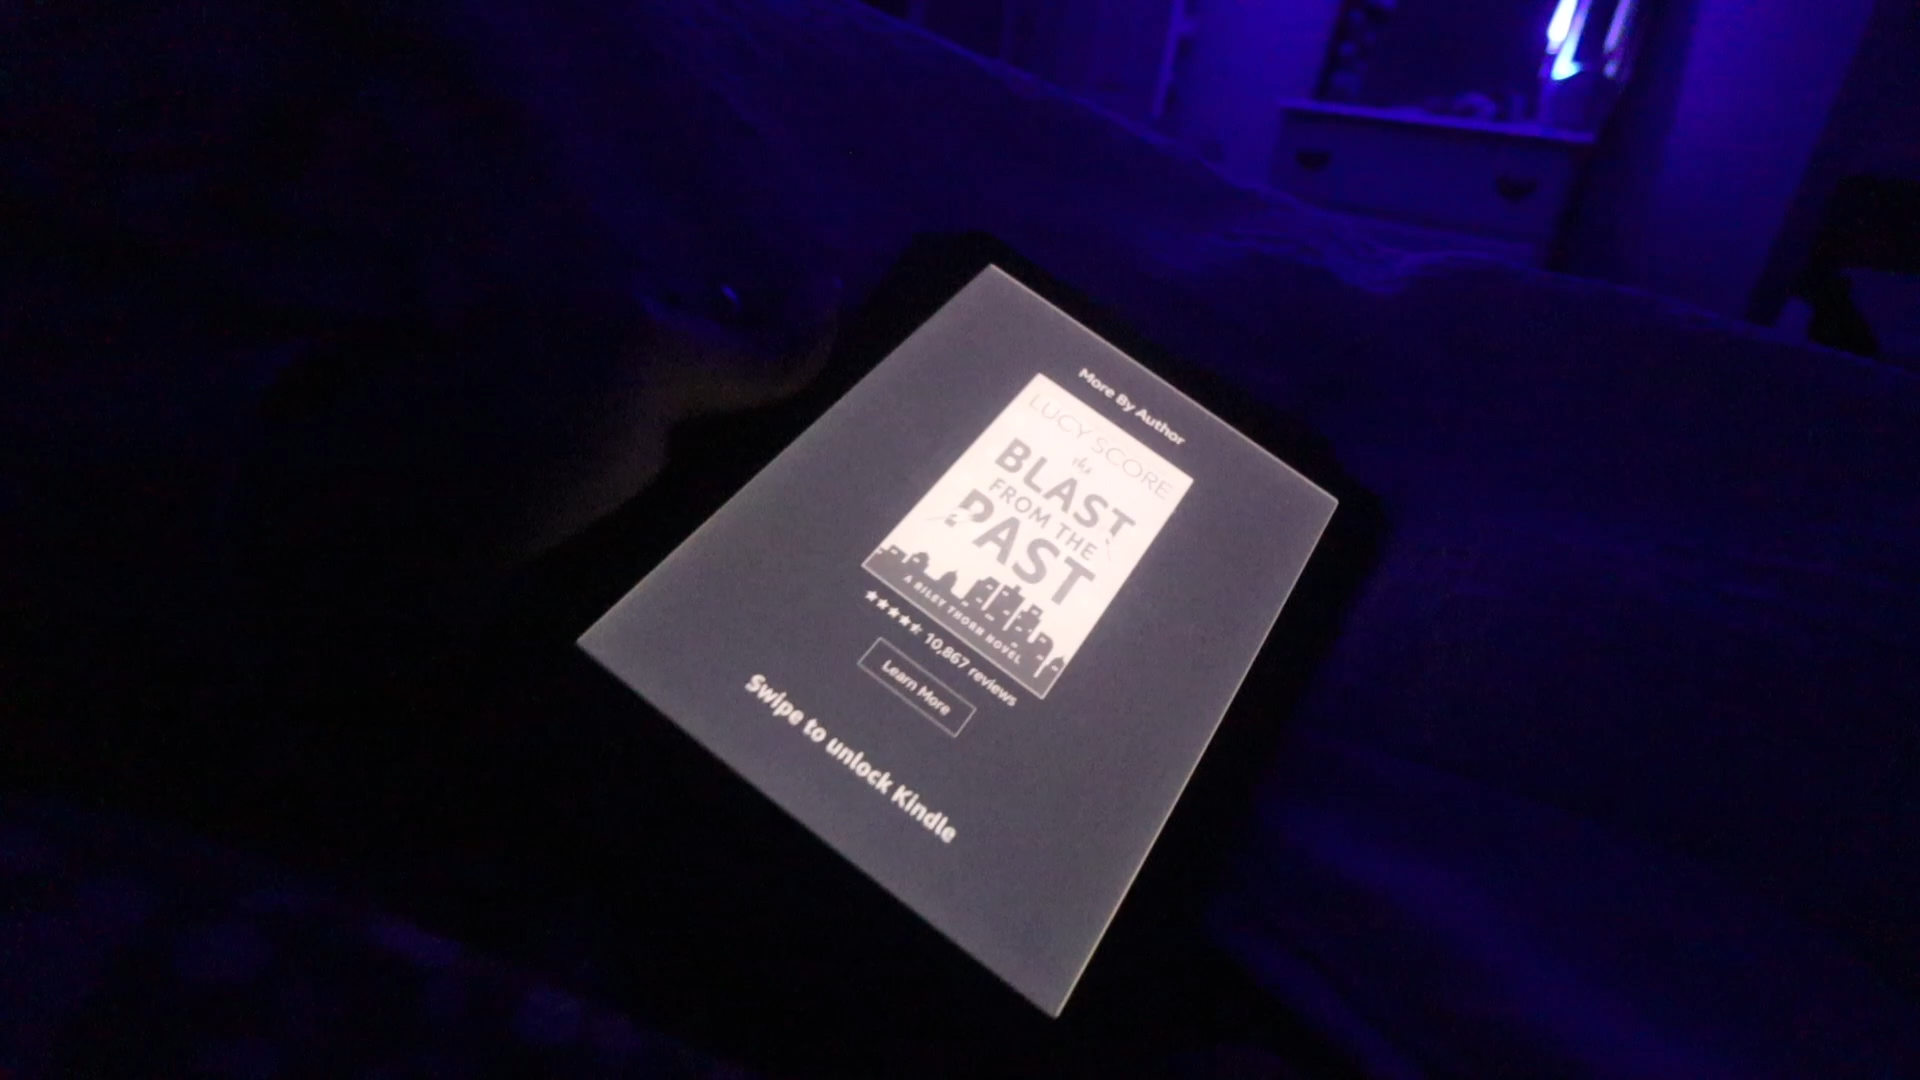 More By Author
LUCY SCORE
the
BLAST
FROM THE
PAST
A RILEY THORN NOVEL
10,867 reviews
Learn More
Swipe to unlock Kindle